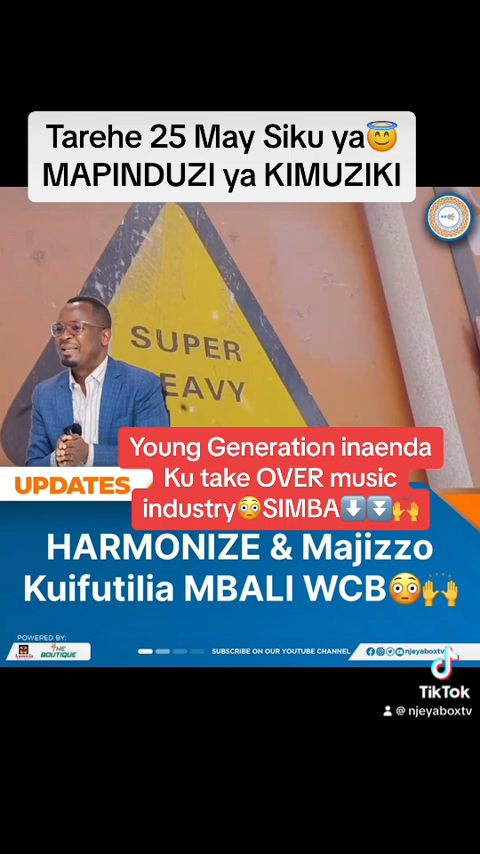 Tarehe 25 May Siku ya😇
MAPINDUZI ya KIMUZIKI
SUPER
EAVY
Young Generation inaenda
Ku take OVER music
industry😳SIMBA⬇️⏬🙌
UPDATES
HARMONIZE & Majizzo
Kuifutilia MBALI WCB😳🙌
POWERED BY:
THE
BOUTIQUE
SUBSCRIBE ON OUR YOUTUBE CHANNEL
njeyaboxtv
TikTok
@ njeyaboxtv